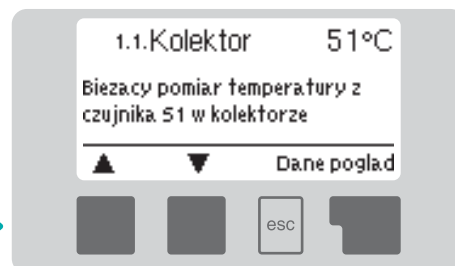 1.1.Kolektor 51°C
Biezacy pomiar temperatury z
czujnika S1 w kolektorze
▲ ▼ Dane poglad
esc